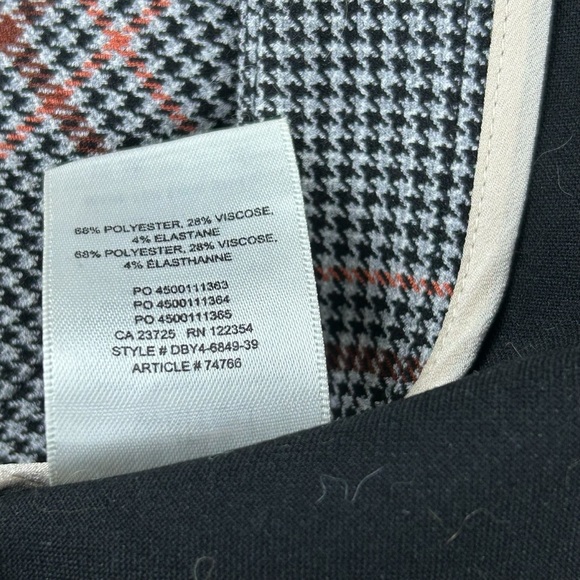 68% POLYESTER, 28% VISCOSE,
4% ELASTANE
68% POLYESTER, 28% VISCOSE,
4% ÉLASTHANNE
PO 4500111363
PO 4500111364
PO 4500111365
CA 23725 RN 122354
STYLE # DBY4-6849-39
ARTICLE # 74766